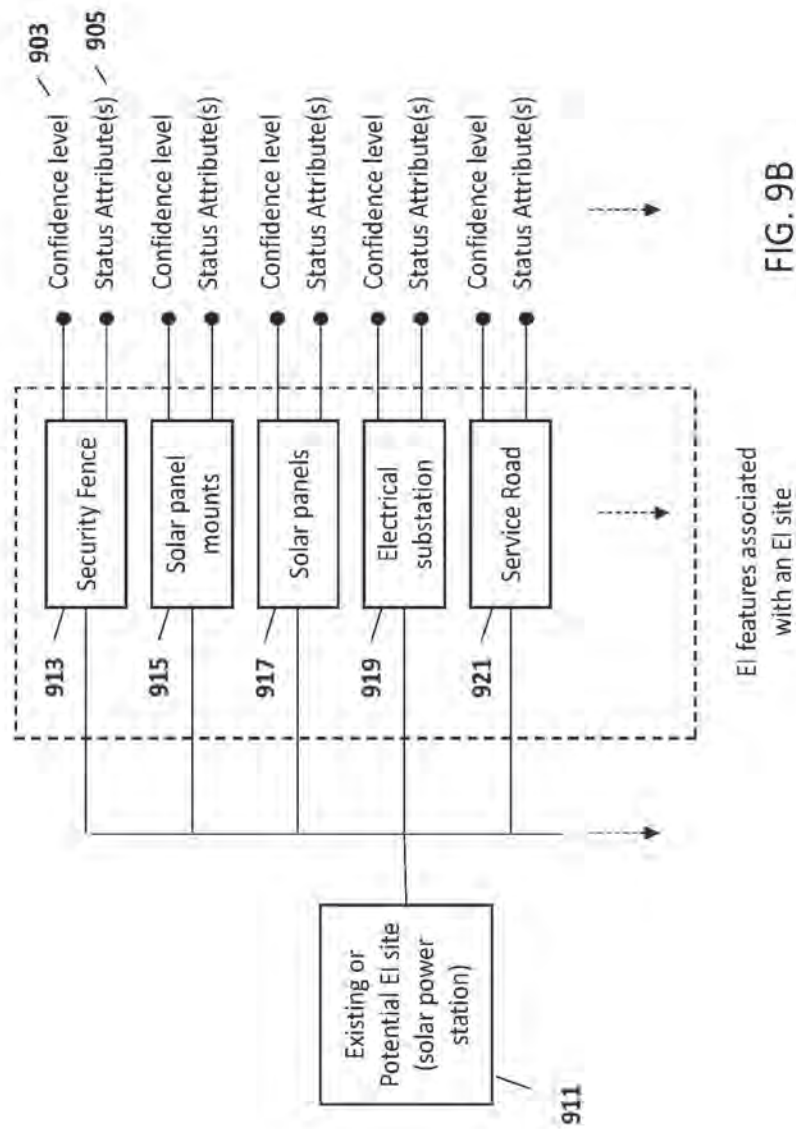 903
Confidence level
Status Attribute(s)
905
Security Fence
913
Confidence level
Status Attribute(s)
Solar panel
mounts
915
Confidence level
Status Attribute(s)
Solar panels
917
Confidence level
Status Attribute(s)
Electrical
substation
919
Confidence level
Status Attribute(s)
Service Road
921
Existing or
Potential EI site
(solar power
station)
911
EI features associated
with an EI site
FIG. 9B